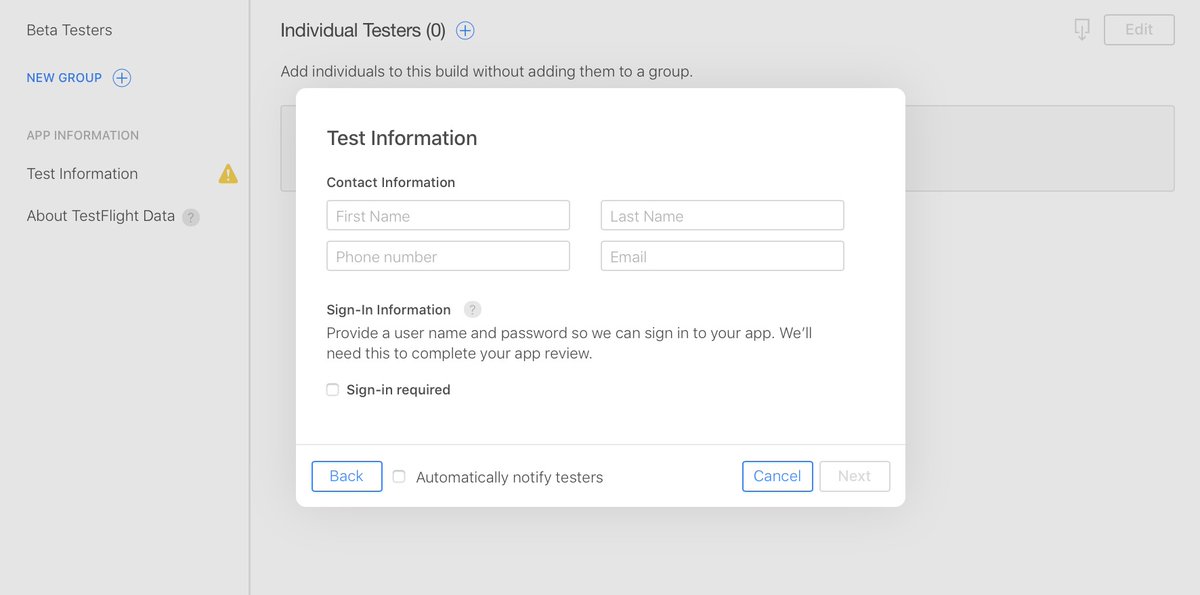 Beta Testers
NEW GROUP
APP INFORMATION
Test Information
About TestFlight Data ?
Individual Testers (0)
Edit
Add individuals to this build without adding them to a group.
Test Information
Contact Information
First Name
Last Name
Phone number
Email
Sign-In Information ?
Provide a user name and password so we can sign in to your app. We’ll
need this to complete your app review.
Sign-in required
Back
Automatically notify testers
Cancel
Next